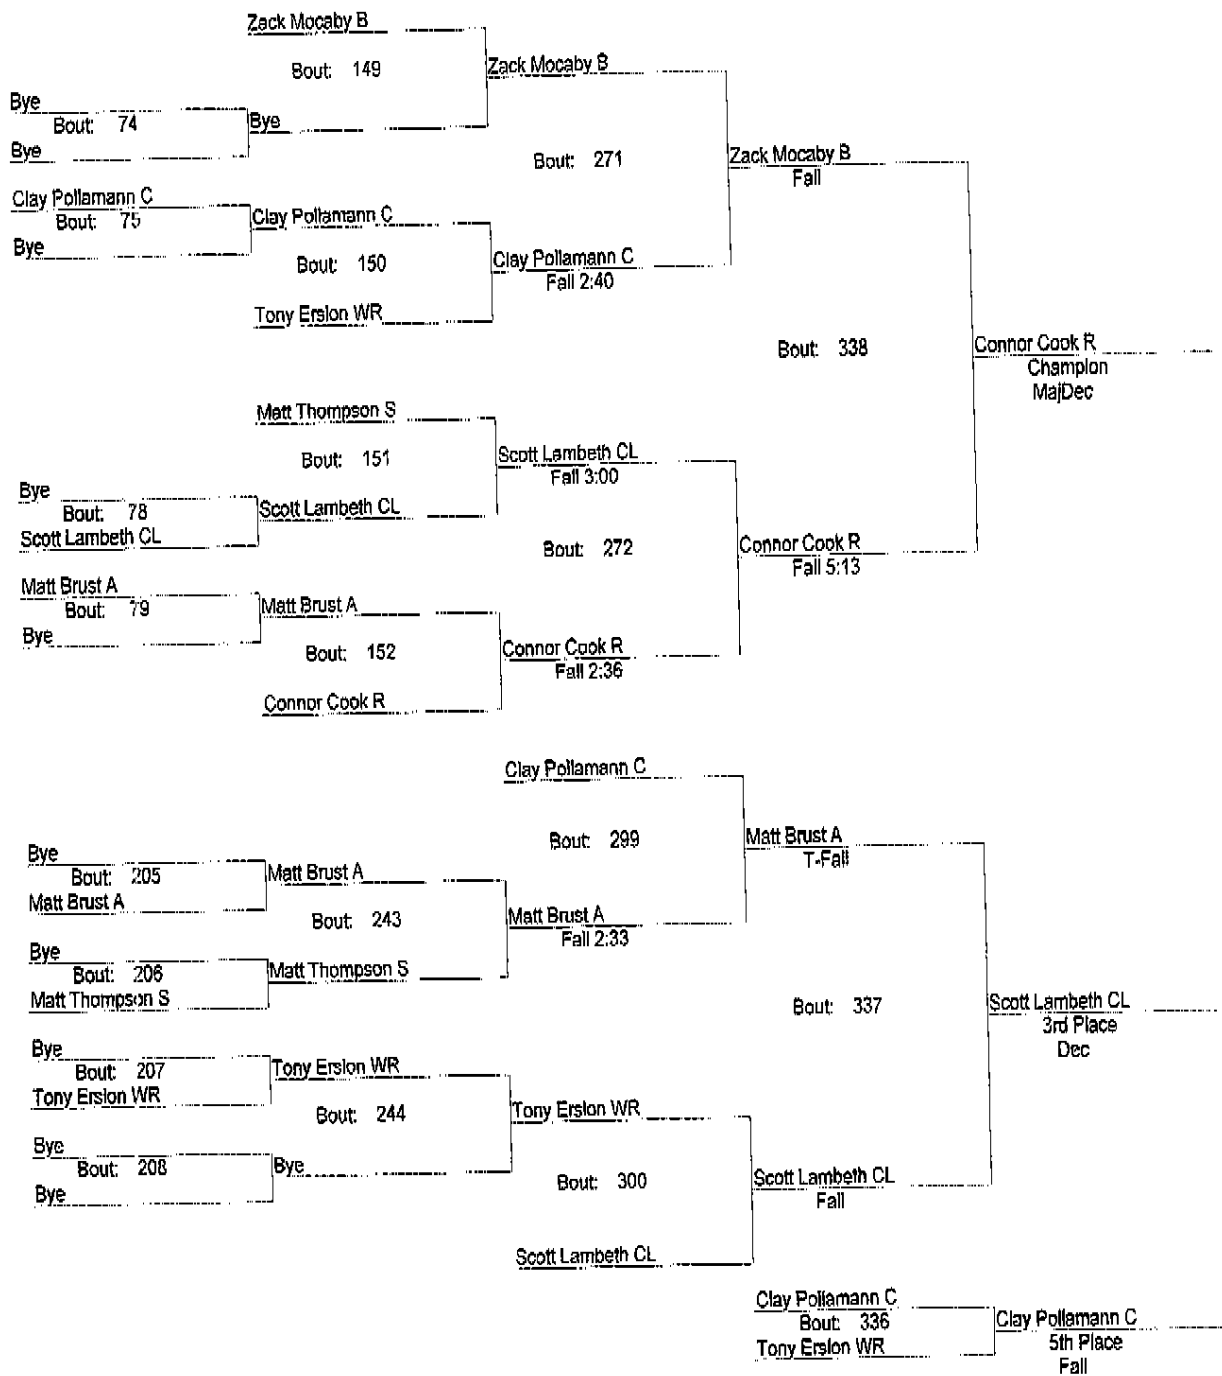 Zack Mocaby B
Bout: 149
Zack Mocaby B
Bye
Bout: 74
Bye
Bye
Bout: 271
Zack Mocaby B
Fall
Clay Pollamann C
Bout: 75
Bye
Clay Pollamann C
Bout: 150
Clay Pollamann C
Fall 2:40
Tony Ersion WR
Bout: 338
Connor Cook R
Champion
MajDec
Matt Thompson S
Bout: 151
Scott Lambeth CL
Fall 3:00
Bye
Bout: 78
Scott Lambeth CL
Scott Lambeth CL
Bout: 272
Connor Cook R
Fall 5:13
Matt Brust A
Bout: 79
Bye
Matt Brust A
Bout: 152
Connor Cook R
Fall 2:36
Connor Cook R
Clay Pollamann C
Bout: 299
Matt Brust A
T-Fall
Bye
Bout: 205
Matt Brust A
Matt Brust A
Bout: 243
Matt Brust A
Fall 2:33
Bye
Bout: 206
Matt Thompson S
Matt Thompson S
Bout: 337
Scott Lambeth CL
3rd Place
Dec
Bye
Bout: 207
Tony Ersion WR
Tony Ersion WR
Bout: 244
Tony Ersion WR
Bye
Bout: 208
Bye
Bye
Bout: 300
Scott Lambeth CL
Fall
Scott Lambeth CL
Clay Pollamann C
Bout: 336
Tony Ersion WR
Clay Pollamann C
5th Place
Fall